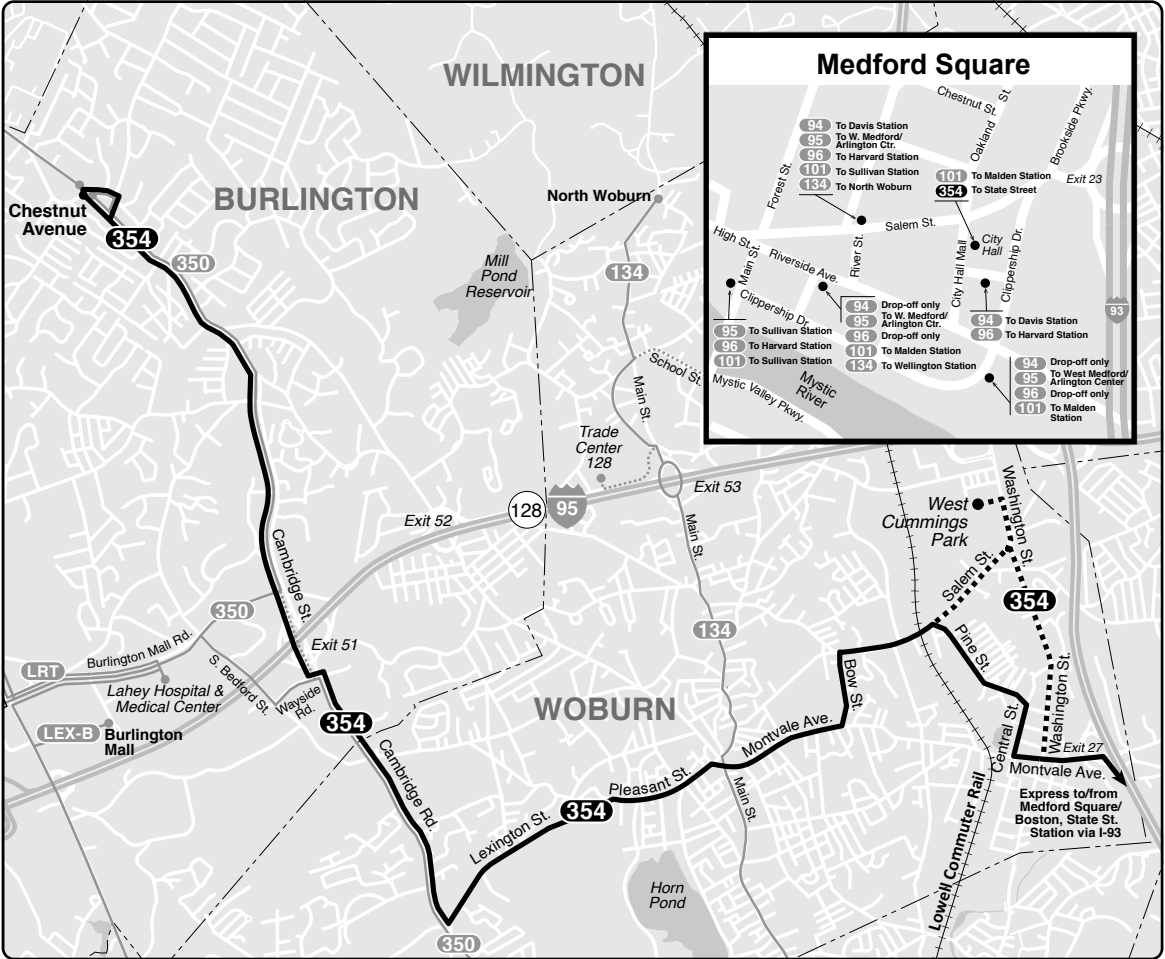 WILMINGTON
BURLINGTON
Chestnut
Avenue
354
350
North Woburn
134
Mill
Pond
Reservoir
School St.
Main St.
Trade
Center
128
Exit 53
128
95
Exit 52
Main St.
134
Cambridge St.
350
Exit 51
Burlington Mall Rd.
LRT
Lahey Hospital &
Medical Center
S. Bedford St.
Wayside
Rd.
LEX-B
Burlington
Mall
354
Cambridge Rd.
WOBURN
Lexington St.
354
Pleasant St.
Montvale Ave.
Bow St.
Main St.
Horn
Pond
350
West
Cummings
Park
Washington St.
Salem St.
354
Pine St.
Washington St.
Central St.
Exit 27
Montvale Ave.
Express to/from
Medford Square/
Boston, State St.
Station via I-93
Lowell Commuter Rail
Medford Square
Chestnut St.
Oakland St.
Brookside Pkwy.
94 To Davis Station
95 To W. Medford/
Arlington Ctr.
96 To Harvard Station
101 To Sullivan Station
134 To North Woburn
101 To Malden Station
354 To State Street
Exit 23
Forest St.
Salem St.
High St.
Main St.
Riverside Ave.
River St.
City Hall Mall
City
Hall
Clippership Dr.
Clippership Dr.
93
95 To Sullivan Station
96 To Harvard Station
101 To Sullivan Station
94 Drop-off only
95 To W. Medford/
Arlington Ctr.
96 Drop-off only
101 To Malden Station
134 To Wellington Station
94 To Davis Station
96 To Harvard Station
94 Drop-off only
95 To West Medford/
Arlington Center
96 Drop-off only
101 To Malden
Station
Mystic
River
Mystic Valley Pkwy.